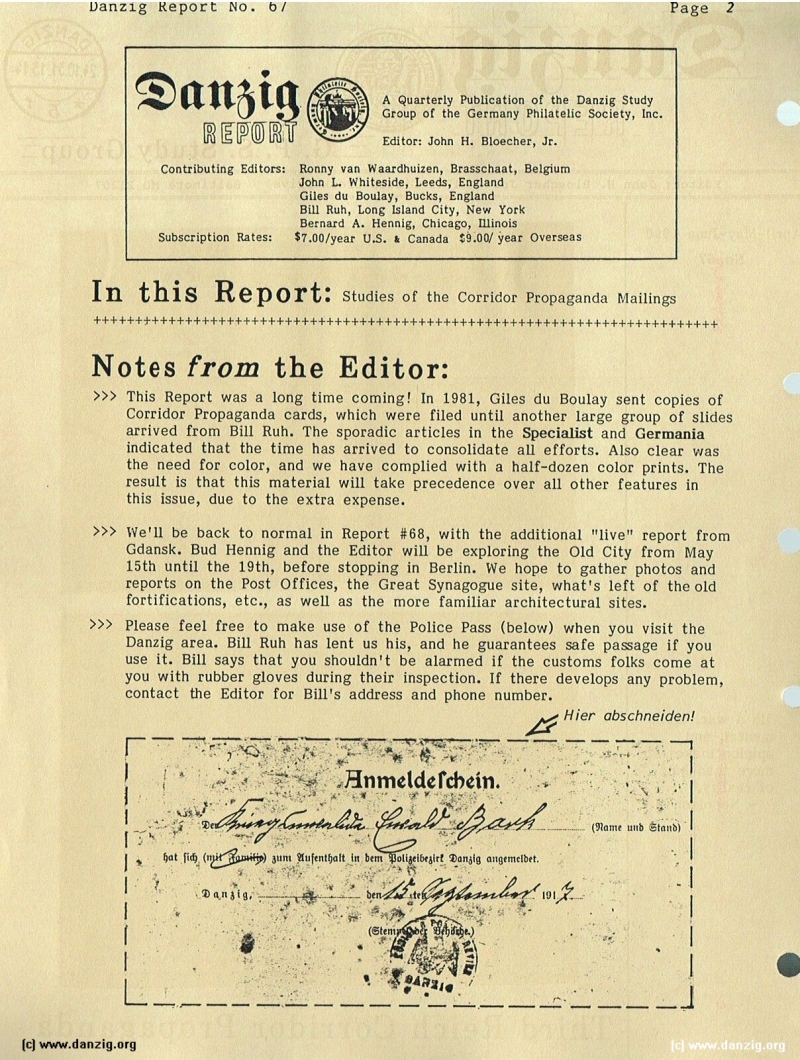 Danzig Report No. 67 Page 2
Danzig
REPORT
A Quarterly Publication of the Danzig Study
Group of the Germany Philatelic Society, Inc.
Editor: John H. Bloecher, Jr.
Contributing Editors: Ronny van Waardhuizen, Brasschaat, Belgium
John L. Whiteside, Leeds, England
Giles du Boulay, Bucks, England
Bill Ruh, Long Island City, New York
Bernard A. Hennig, Chicago, Illinois
Subscription Rates: $7.00/year U.S. & Canada $9.00/ year Overseas
In this Report: Studies of the Corridor Propaganda Mailings
++++++++++++++++++++++++++++++++++++++++++++++++++++++++++++++++++++++++++
Notes from the Editor:
>>> This Report was a long time coming! In 1981, Giles du Boulay sent copies of
Corridor Propaganda cards, which were filed until another large group of slides
arrived from Bill Ruh. The sporadic articles in the Specialist and Germania
indicated that the time has arrived to consolidate all efforts. Also clear was
the need for color, and we have complied with a half-dozen color prints. The
result is that this material will take precedence over all other features in
this issue, due to the extra expense.
>>> We'll be back to normal in Report #68, with the additional "live" report from
Gdansk. Bud Hennig and the Editor will be exploring the Old City from May
15th until the 19th, before stopping in Berlin. We hope to gather photos and
reports on the Post Offices, the Great Synagogue site, what's left of the old
fortifications, etc., as well as the more familiar architectural sites.
>>> Please feel free to make use of the Police Pass (below) when you visit the
Danzig area. Bill Ruh has lent us his, and he guarantees safe passage if you
use it. Bill says that you shouldn't be alarmed if the customs folks come at
you with rubber gloves during their inspection. If there develops any problem,
contact the Editor for Bill's address and phone number.
Hier abschneiden!
Anmeldeſchein.
D Ewald Bark (Name und Stand)
hat ſich (mit Familie) zum Aufenthalt in dem Polizeibezirk Danzig angemeldet.
Danzig, den 15.ten September 1917
(Stempel der Behörde.)
DANZIG
(c) www.danzig.org (c) www.danzig.org